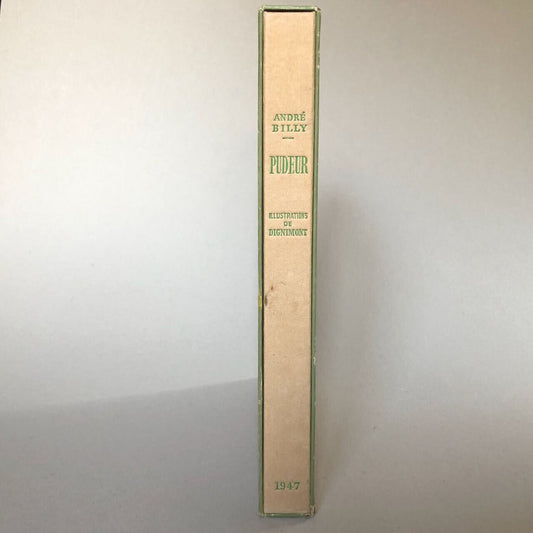 ANDRÉ
BILLY
PUDEUR
ILLUSTRATIONS
DE
DIGNIMONT
1947